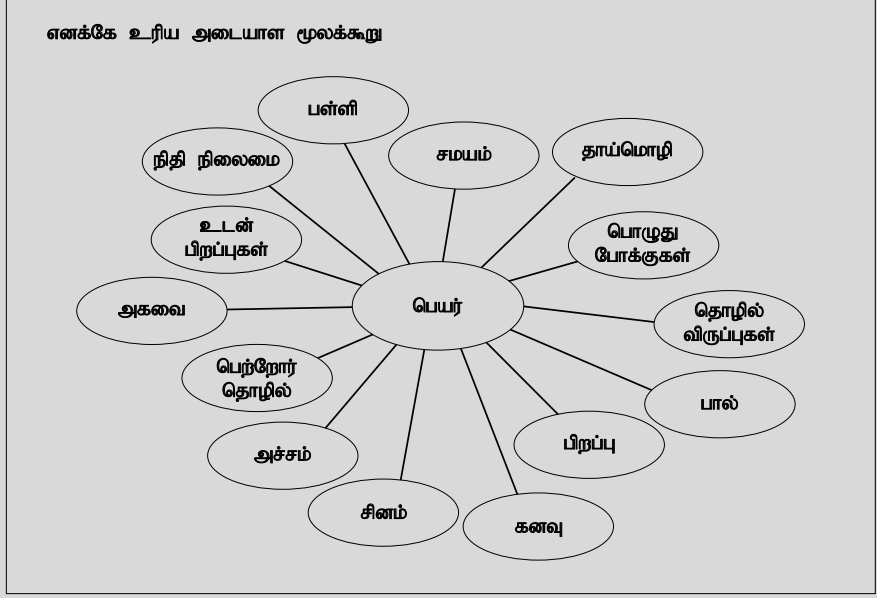 எனக்கே உரிய அடையாள மூலக்கூறு
பள்ளி
சமயம்
தாய்மொழி
நிதி நிலைமை
உடன்
பிறப்புகள்
பொழுது
போக்குகள்
அகவை
பெயர்
தொழில்
விருப்புகள்
பெற்றோர்
தொழில்
பால்
அச்சம்
பிறப்பு
சினம்
கனவு